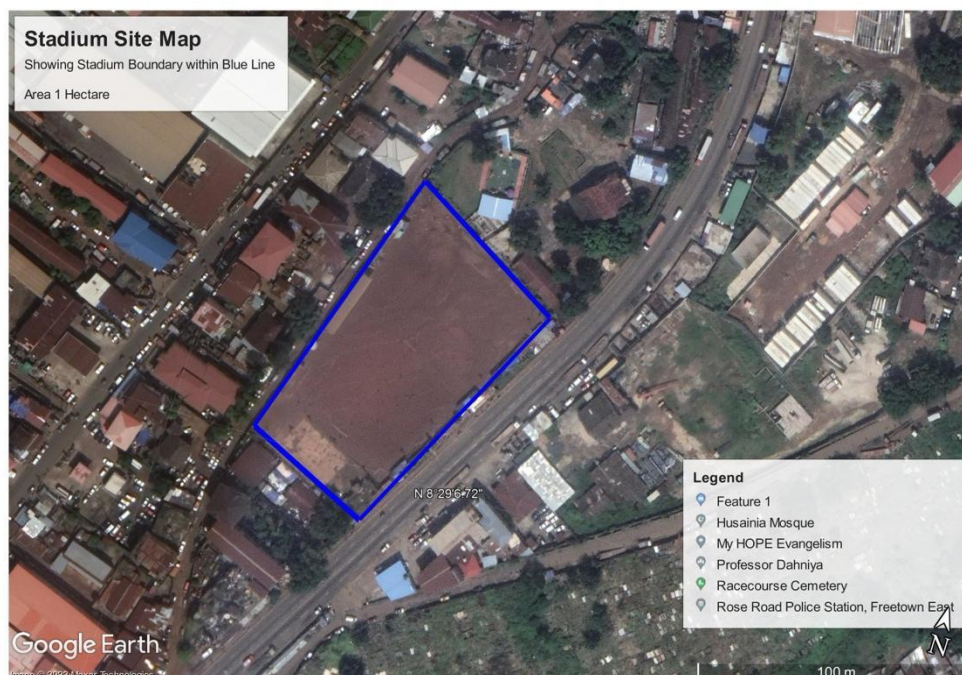 Stadium Site Map
Showing Stadium Boundary within Blue Line
Area 1 Hectare
N 8°29'6.72"
Legend
Feature 1
Husainia Mosque
My HOPE Evangelism
Professor Dahniya
Racecourse Cemetery
Rose Road Police Station, Freetown East
N
Google Earth
100 m